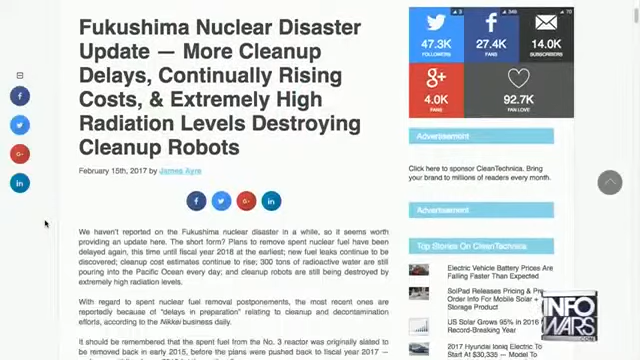 Fukushima Nuclear Disaster
Update — More Cleanup
Delays, Continually Rising
Costs, & Extremely High
Radiation Levels Destroying
Cleanup Robots
February 15th, 2017 by James Ayre
We haven't reported on the Fukushima nuclear disaster in a while, so it seems worth
providing an update here. The short form? Plans to remove spent nuclear fuel have been
delayed again, this time until fiscal year 2018 at the earliest; new fuel leaks continue to be
discovered; cleanup cost estimates continue to rise; 300 tons of radioactive water are still
pouring into the Pacific Ocean every day; and cleanup robots are still being destroyed by
extremely high radiation levels.
With regard to spent nuclear fuel removal postponements, the most recent ones are
reportedly because of "delays in preparation" relating to cleanup and decontamination
efforts, according to the Nikkei business daily.
It should be remembered that the spent fuel from the No. 3 reactor was originally slated to
be removed back in early 2015, before the plans were pushed back to fiscal year 2017 —
47.3K
FOLLOWERS
27.4K
FANS
14.0K
SUBSCRIBERS
g+
4.0K
FANS
92.7K
FAN LOVE
Advertisement
Click here to sponsor CleanTechnica. Bring
your brand to millions of readers every month.
Advertisement
Top Stories On CleanTechnica
Electric Vehicle Battery Prices Are
Falling Faster Than Expected
SolPad Releases Pricing & Pre-
Order Info For Mobile Solar +
Storage Product
US Solar Grows 95% in 2016
Record-Breaking Year
2017 Hyundai Ioniq Electric To
Start At $30,335 — Model To
INFO
WARS